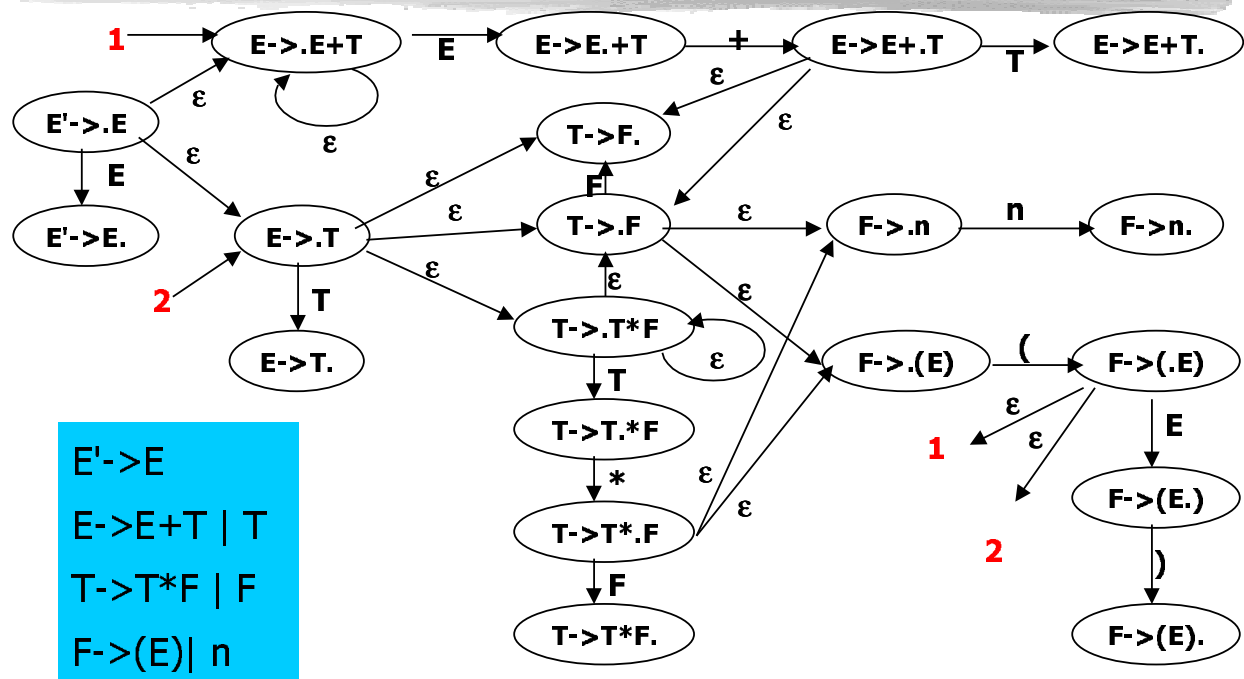 1
E->.E+T
E
E->E.+T
+
E->E+.T
T
E->E+T.
ε
ε
ε
ε
E'->.E
E
E'->E.
ε
T->F.
F
ε
ε
ε
E->.T
T->.F
ε
F->.n
n
F->n.
2
T
E->T.
ε
ε
T->.T*F
ε
T
F->.(E)
(
F->(.E)
ε
ε
1
2
E
T->T.*F
*
ε
ε
T->T*.F
F
T->T*F.
F->(E.)
)
F->(E).
E'->E
E->E+T | T
T->T*F | F
F->(E)| n